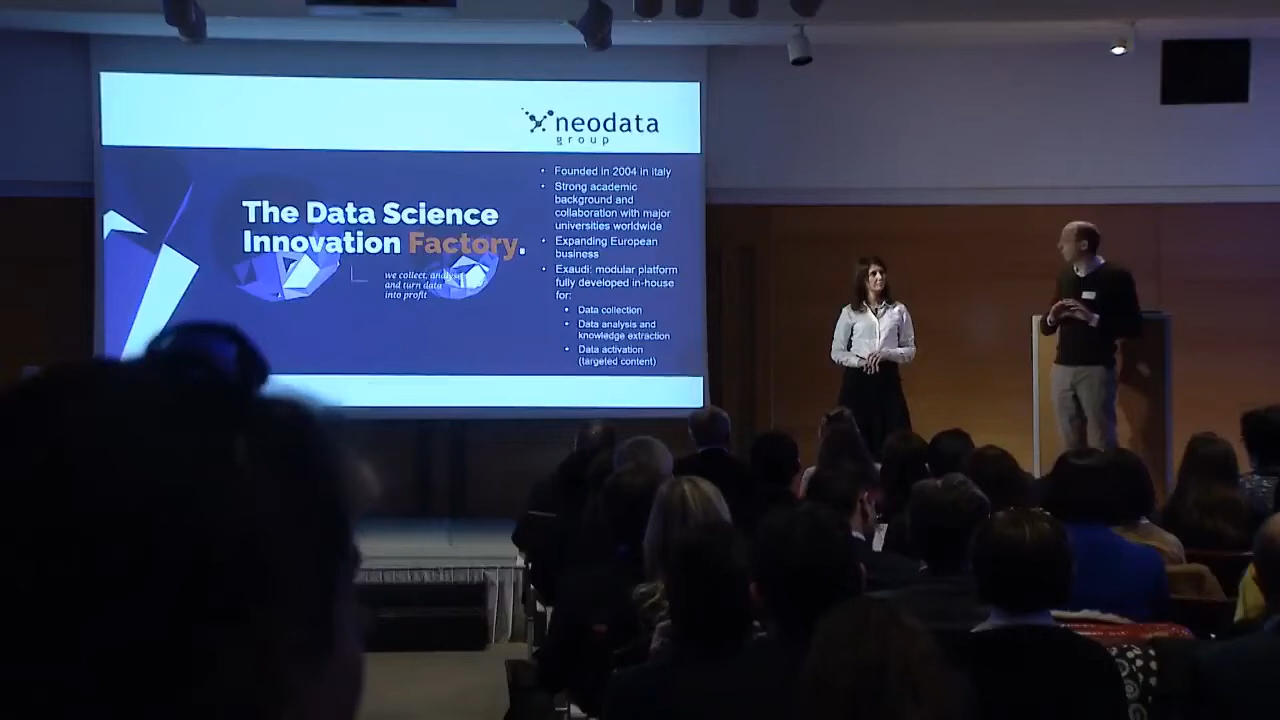 neodata
group
The Data Science
Innovation Factory.
we collect, analyse
and turn data
into profit
• Founded in 2004 in italy
• Strong academic
background and
collaboration with major
universities worldwide
• Expanding European
business
• Exaudi: modular platform
fully developed in-house
for:
• Data collection
• Data analysis and
knowledge extraction
• Data activation
(targeted content)